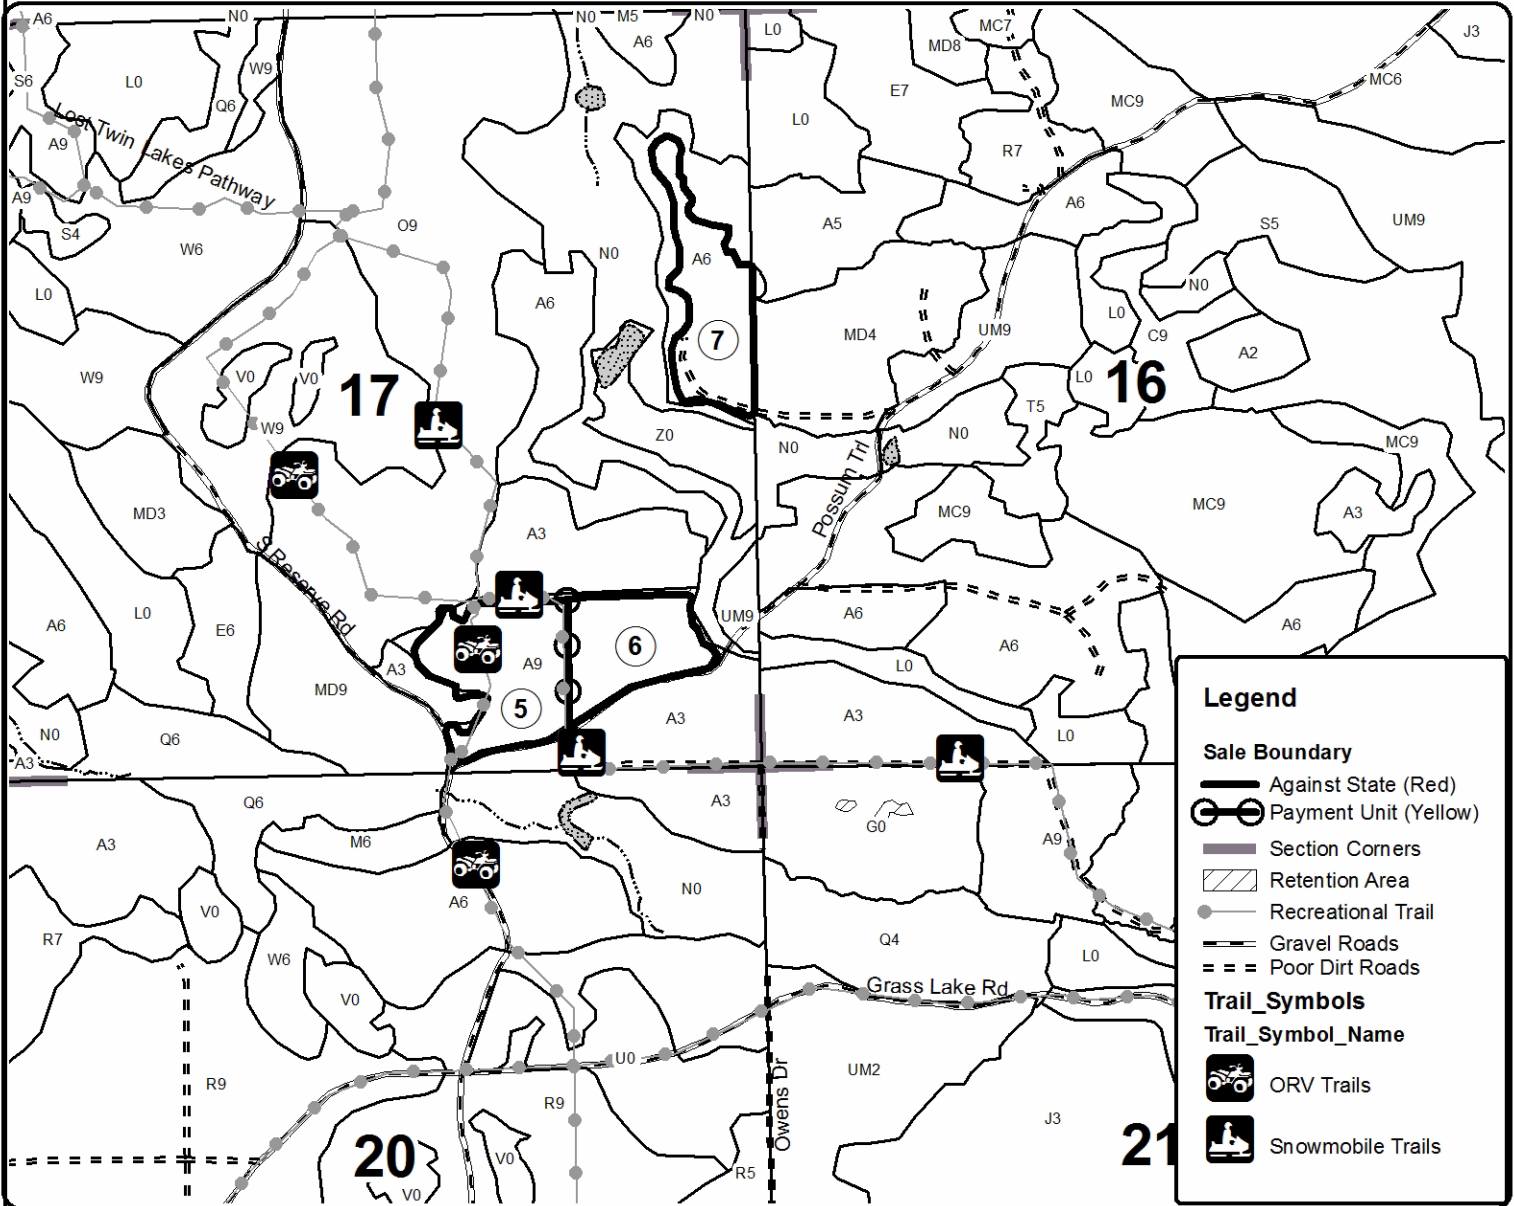 A6
N0
N0
M5
N0
L0
MC7
J3
A6
MD8
W9
S6
L0
MC6
E7
Q6
MC9
L0
Lost Twin Lakes Pathway
A9
R7
A9
A6
S4
O9
A5
S5
UM9
W6
N0
A6
N0
L0
A6
L0
UM9
MD4
C9
7
A2
W9
V0
V0
17
L0
16
T5
W9
Z0
N0
N0
MC9
Possum Trl
MD3
MC9
MC9
A3
A3
S Reserve Rd
L0
A6
UM9
A6
A6
E6
6
A6
A3
A9
L0
MD9
5
A3
A3
N0
Q6
L0
A3
Q6
A3
G0
M6
A9
A3
N0
V0
A6
R7
Q4
W6
L0
V0
Grass Lake Rd
U0
R9
UM2
R9
Owens Dr
J3
20
21
V0
R5
V0
Legend
Sale Boundary
Against State (Red)
Payment Unit (Yellow)
Section Corners
Retention Area
Recreational Trail
Gravel Roads
Poor Dirt Roads
Trail_Symbols
Trail_Symbol_Name
ORV Trails
Snowmobile Trails